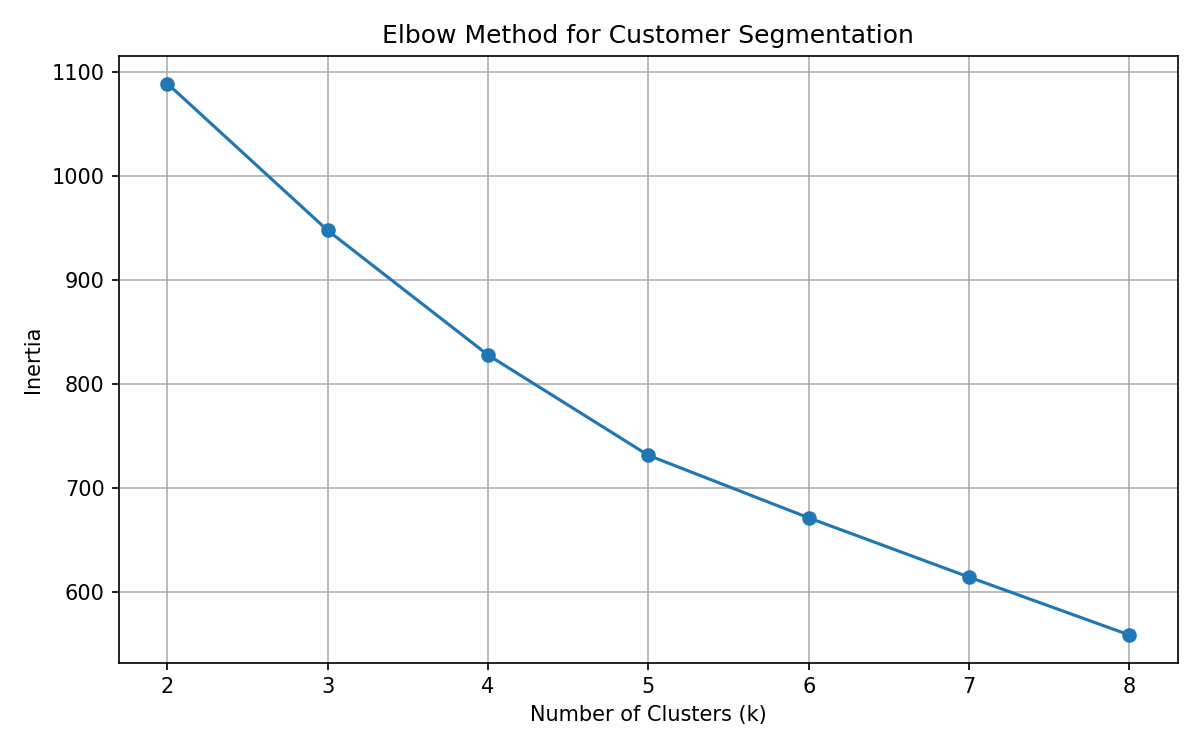 Elbow Method for Customer Segmentation
1100
1000
900
800
700
600
Inertia
2 3 4 5 6 7 8
Number of Clusters (k)